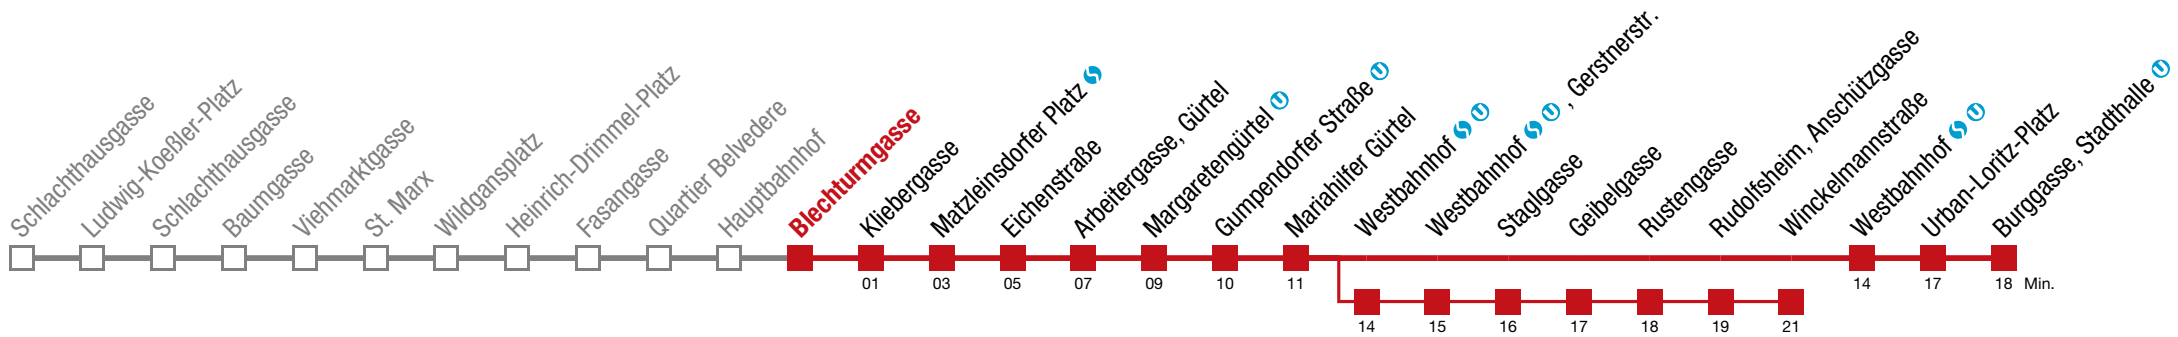 Schlachthausgasse
Ludwig-Koeßler-Platz
Schlachthausgasse
Baumgasse
Viehmarktgasse
St. Marx
Wildgansplatz
Heinrich-Drimmel-Platz
Fasangasse
Quartier Belvedere
Hauptbahnhof
Blechturmgasse
Kliebergasse
Matzleinsdorfer Platz S
Eichenstraße
Arbeitergasse, Gürtel
Margaretengürtel U
Gumpendorfer Straße U
Mariahilfer Gürtel
Westbahnhof S U
Westbahnhof S U , Gerstnerstr.
Staglgasse
Geibelgasse
Rustengasse
Rudolfsheim, Anschützgasse
Winckelmannstraße
Westbahnhof S U
Urban-Loritz-Platz
Burggasse, Stadthalle U
01 03 05 07 09 10 11 14 17 18 Min.
14 15 16 17 18 19 21